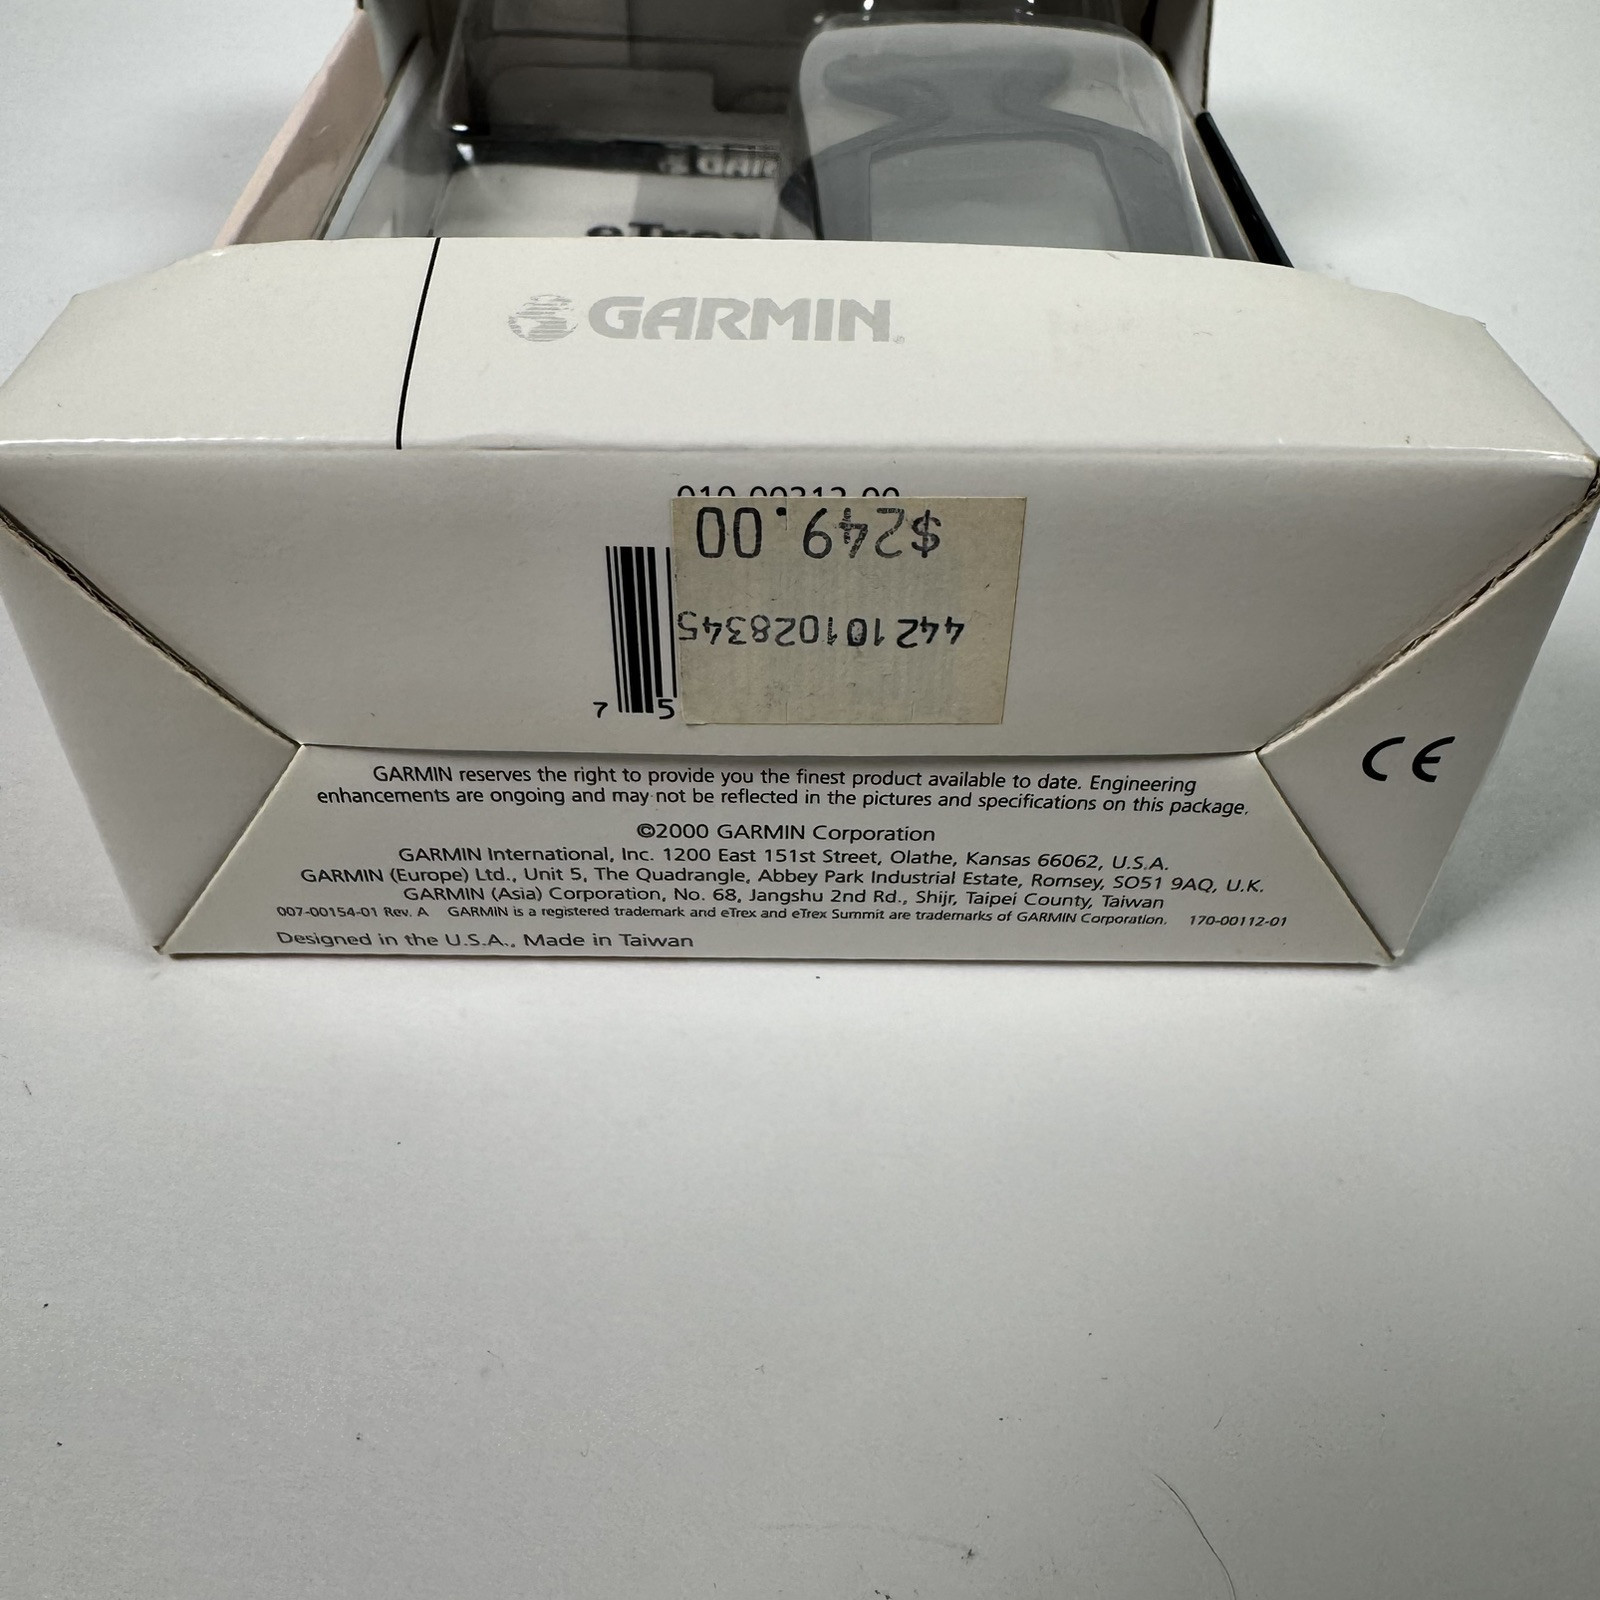 GARMIN
$249.00
442101028345
7 5
GARMIN reserves the right to provide you the finest product available to date. Engineering
enhancements are ongoing and may not be reflected in the pictures and specifications on this package.
©2000 GARMIN Corporation
GARMIN International, Inc. 1200 East 151st Street, Olathe, Kansas 66062, U.S.A.
GARMIN (Europe) Ltd., Unit 5, The Quadrangle, Abbey Park Industrial Estate, Romsey, SO51 9AQ, U.K.
GARMIN (Asia) Corporation, No. 68, Jangshu 2nd Rd., Shijr, Taipei County, Taiwan
007-00154-01 Rev. A GARMIN is a registered trademark and eTrex and eTrex Summit are trademarks of GARMIN Corporation. 170-00112-01
Designed in the U.S.A., Made in Taiwan
CE